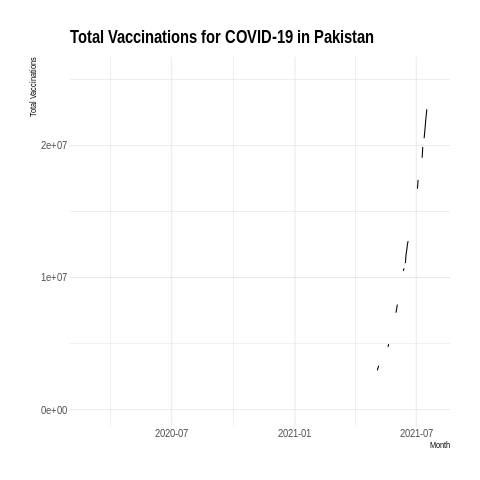 Total Vaccinations for COVID-19 in Pakistan
Total Vaccinations
2e+07
1e+07
0e+00
2020-07
2021-01
2021-07
Month